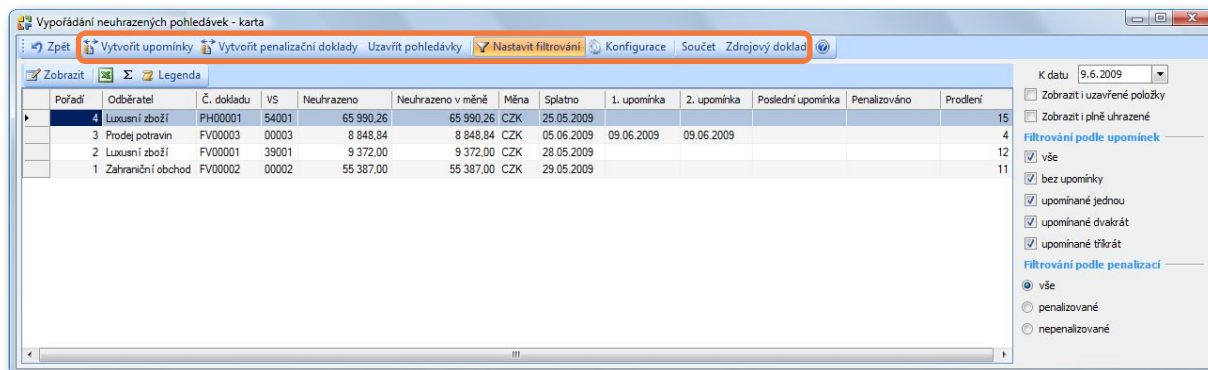 Vypořádání neuhrazených pohledávek - karta
Zpět Vytvořit upomínky Vytvořit penalizační doklady Uzavřít pohledávky Nastavit filtrování Konfigurace Součet Zdrojový doklad
Zobrazit Σ Legenda
Pořadí Odběratel Č. dokladu VS Neuhrazeno Neuhrazeno v měně Měna Splatno 1. upomínka 2. upomínka Poslední upomínka Penalizováno Prodlení
4 Luxusní zboží PH00001 54001 65 990,26 65 990,26 CZK 25.05.2009 15
3 Prodej potravin FV00003 00003 8 848,84 8 848,84 CZK 05.06.2009 09.06.2009 09.06.2009 4
2 Luxusní zboží FV00001 39001 9 372,00 9 372,00 CZK 28.05.2009 12
1 Zahraniční obchod FV00002 00002 55 387,00 55 387,00 CZK 29.05.2009 11
K datu 9.6.2009
Zobrazit i uzavřené položky
Zobrazit i plně uhrazené
Filtrování podle upomínek
vše
bez upomínky
upomínané jednou
upomínané dvakrát
upomínané třikrát
Filtrování podle penalizací
vše
penalizované
nepenalizované